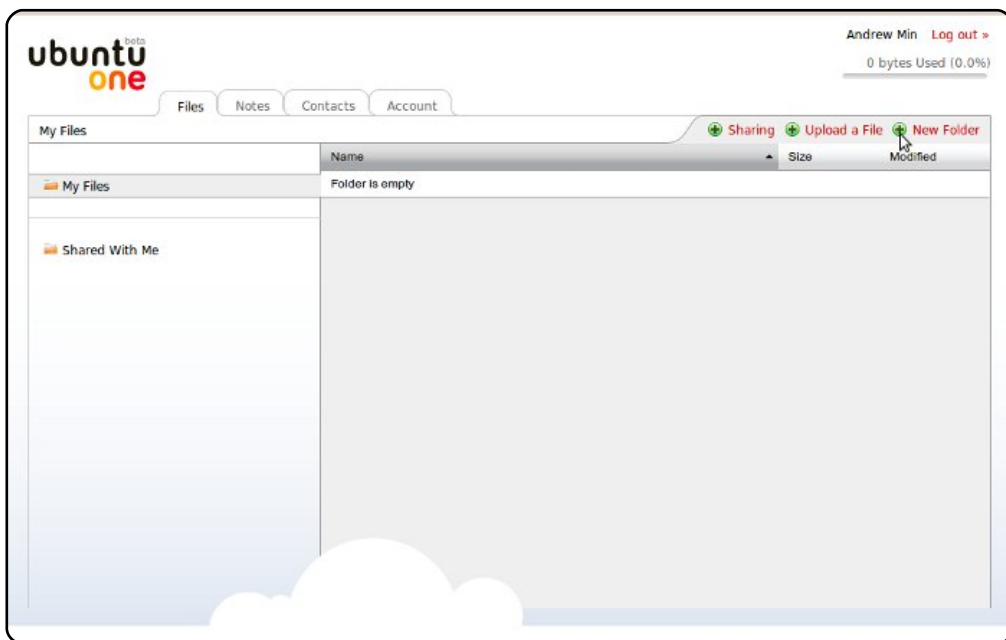 beta
ubuntu
one
Andrew Min Log out »
0 bytes Used (0.0%)
Files Notes Contacts Account
My Files Sharing Upload a File New Folder
Name Size Modified
My Files Folder is empty
Shared With Me